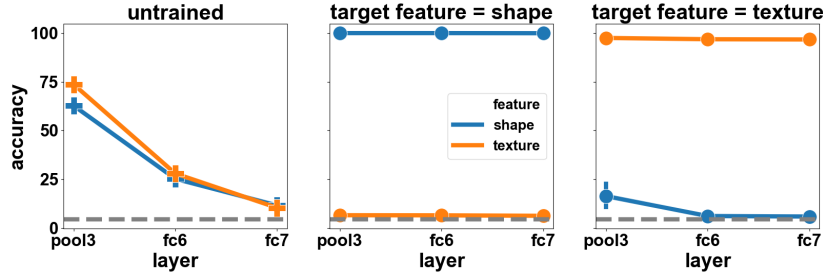 untrained
target feature = shape
target feature = texture
accuracy
100
75
50
25
0
feature
shape
texture
pool3
fc6
fc7
pool3
fc6
fc7
pool3
fc6
fc7
layer
layer
layer